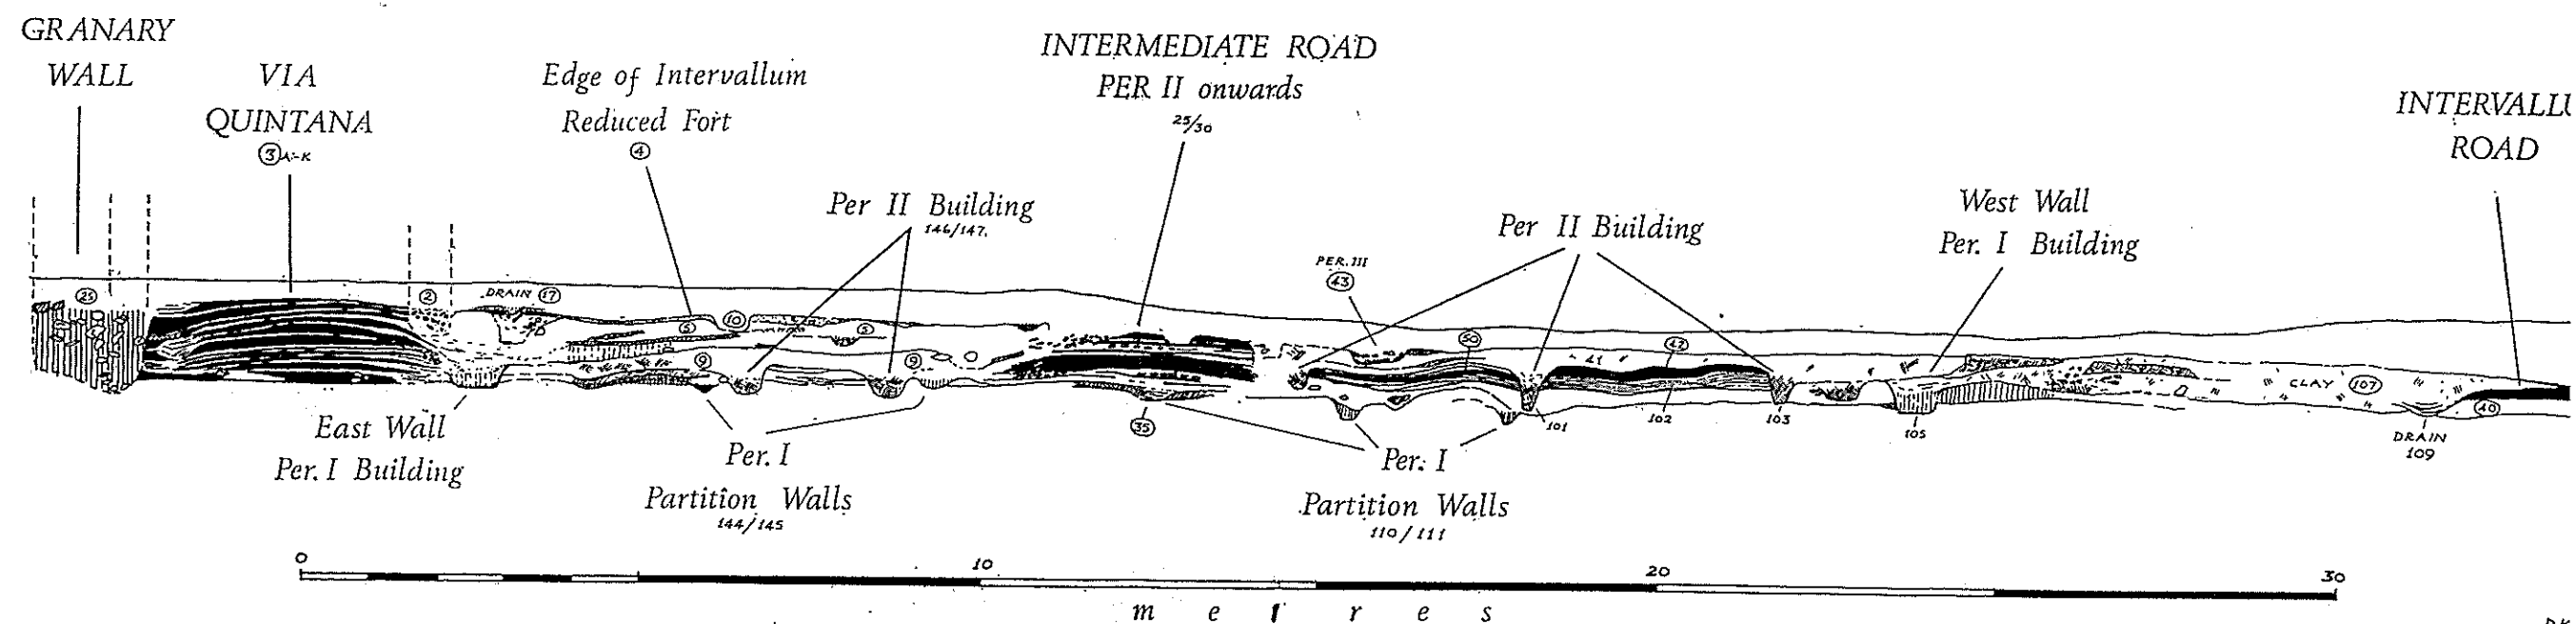 GRANARY
WALL
VIA
QUINTANA
3 A-K
Edge of Intervallum
Reduced Fort
4
Per II Building
146/147.
INTERMEDIATE ROAD
PER II onwards
25/30
PER. III
43
Per II Building
West Wall
Per. I Building
INTERVALLU
ROAD
25
2
DRAIN 17
5
10
5
9
9
50
42
CLAY 107
40
35
101
102
103
105
DRAIN
109
East Wall
Per. I Building
Per. I
Partition Walls
144/145
Per. I
Partition Walls
110/111
0
10
20
30
metres